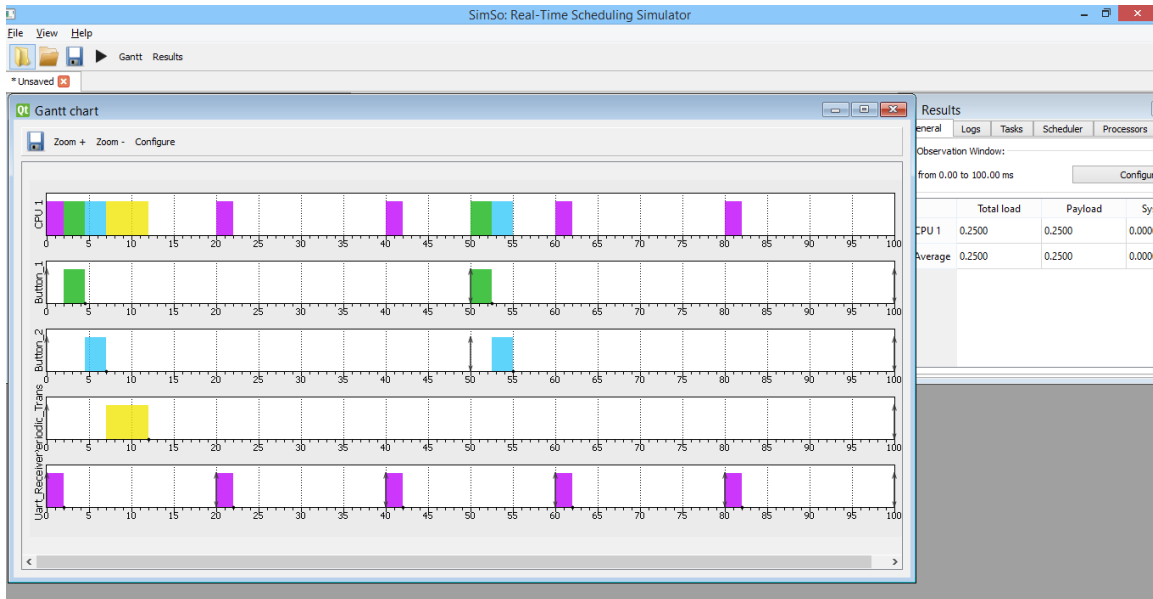 SimSo: Real-Time Scheduling Simulator
File View Help
Gantt Results
* Unsaved
Qt Gantt chart
Zoom + Zoom - Configure
CPU 1
0 5 10 15 20 25 30 35 40 45 50 55 60 65 70 75 80 85 90 95 100
Button_1
0 5 10 15 20 25 30 35 40 45 50 55 60 65 70 75 80 85 90 95 100
Button_2
0 5 10 15 20 25 30 35 40 45 50 55 60 65 70 75 80 85 90 95 100
eriodic_Trans
0 5 10 15 20 25 30 35 40 45 50 55 60 65 70 75 80 85 90 95 100
Uart_Receiver
0 5 10 15 20 25 30 35 40 45 50 55 60 65 70 75 80 85 90 95 100
Results
eneral Logs Tasks Scheduler Processors
Observation Window:
from 0.00 to 100.00 ms Configur
Total load Payload Sy
CPU 1 0.2500 0.2500 0.000
Average 0.2500 0.2500 0.000